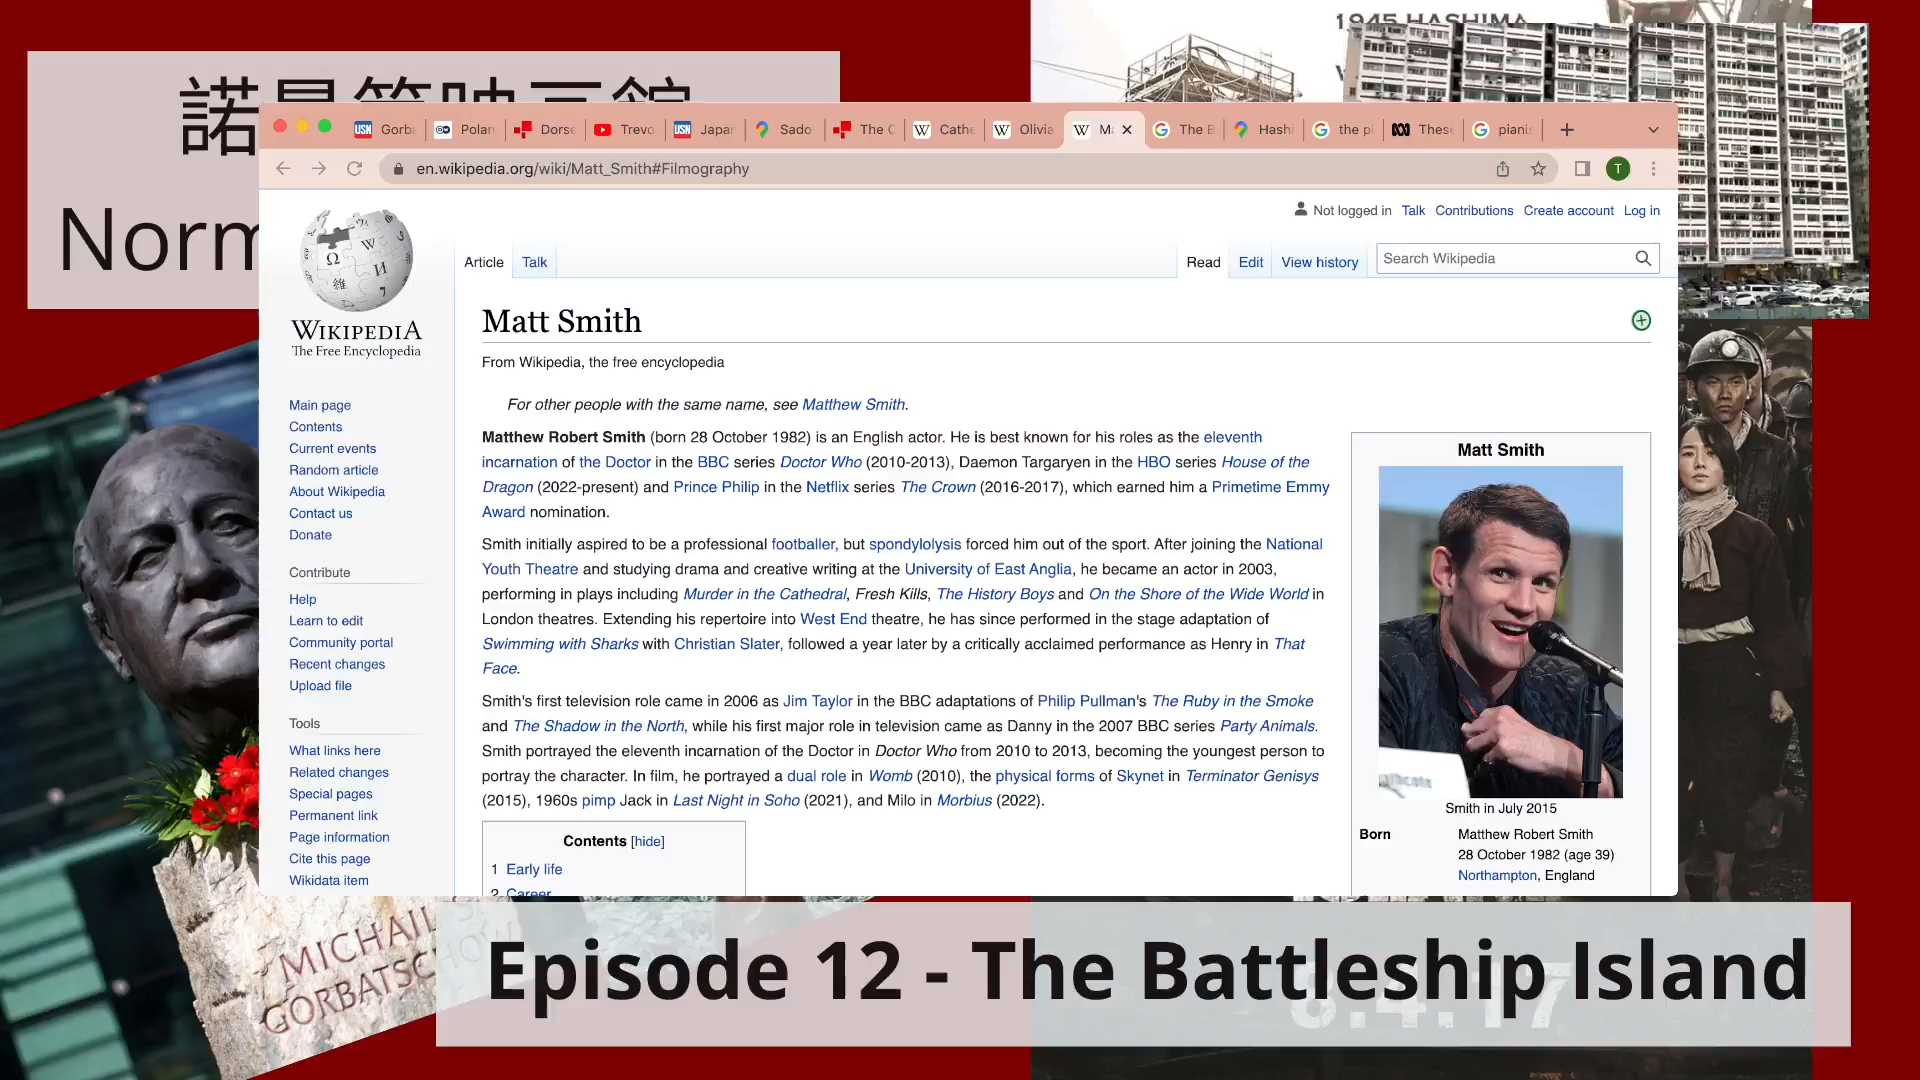 1945 HASHIMA
諾曼第映画館
Norm
Gorba
Polan
Dorse
Trevo
Japan
Sado
The C
Cathe
Olivia
Ma
The B
Hashi
the pi
These
pianis
en.wikipedia.org/wiki/Matt_Smith#Filmography
T
Not logged in Talk Contributions Create account Log in
Article Talk Read Edit View history Search Wikipedia
WIKIPEDIA
The Free Encyclopedia
Main page
Contents
Current events
Random article
About Wikipedia
Contact us
Donate
Contribute
Help
Learn to edit
Community portal
Recent changes
Upload file
Tools
What links here
Related changes
Special pages
Permanent link
Page information
Cite this page
Wikidata item
Matt Smith
From Wikipedia, the free encyclopedia
For other people with the same name, see Matthew Smith.
Matthew Robert Smith (born 28 October 1982) is an English actor. He is best known for his roles as the eleventh
incarnation of the Doctor in the BBC series Doctor Who (2010-2013), Daemon Targaryen in the HBO series House of the
Dragon (2022-present) and Prince Philip in the Netflix series The Crown (2016-2017), which earned him a Primetime Emmy
Award nomination.
Smith initially aspired to be a professional footballer, but spondylolysis forced him out of the sport. After joining the National
Youth Theatre and studying drama and creative writing at the University of East Anglia, he became an actor in 2003,
performing in plays including Murder in the Cathedral, Fresh Kills, The History Boys and On the Shore of the Wide World in
London theatres. Extending his repertoire into West End theatre, he has since performed in the stage adaptation of
Swimming with Sharks with Christian Slater, followed a year later by a critically acclaimed performance as Henry in That
Face.
Smith's first television role came in 2006 as Jim Taylor in the BBC adaptations of Philip Pullman's The Ruby in the Smoke
and The Shadow in the North, while his first major role in television came as Danny in the 2007 BBC series Party Animals.
Smith portrayed the eleventh incarnation of the Doctor in Doctor Who from 2010 to 2013, becoming the youngest person to
portray the character. In film, he portrayed a dual role in Womb (2010), the physical forms of Skynet in Terminator Genisys
(2015), 1960s pimp Jack in Last Night in Soho (2021), and Milo in Morbius (2022).
Contents [hide]
1 Early life
2 Career
Matt Smith
Smith in July 2015
Born Matthew Robert Smith
28 October 1982 (age 39)
Northampton, England
MICHAIL
GORBATSCHOW
Episode 12 - The Battleship Island
8.4.17